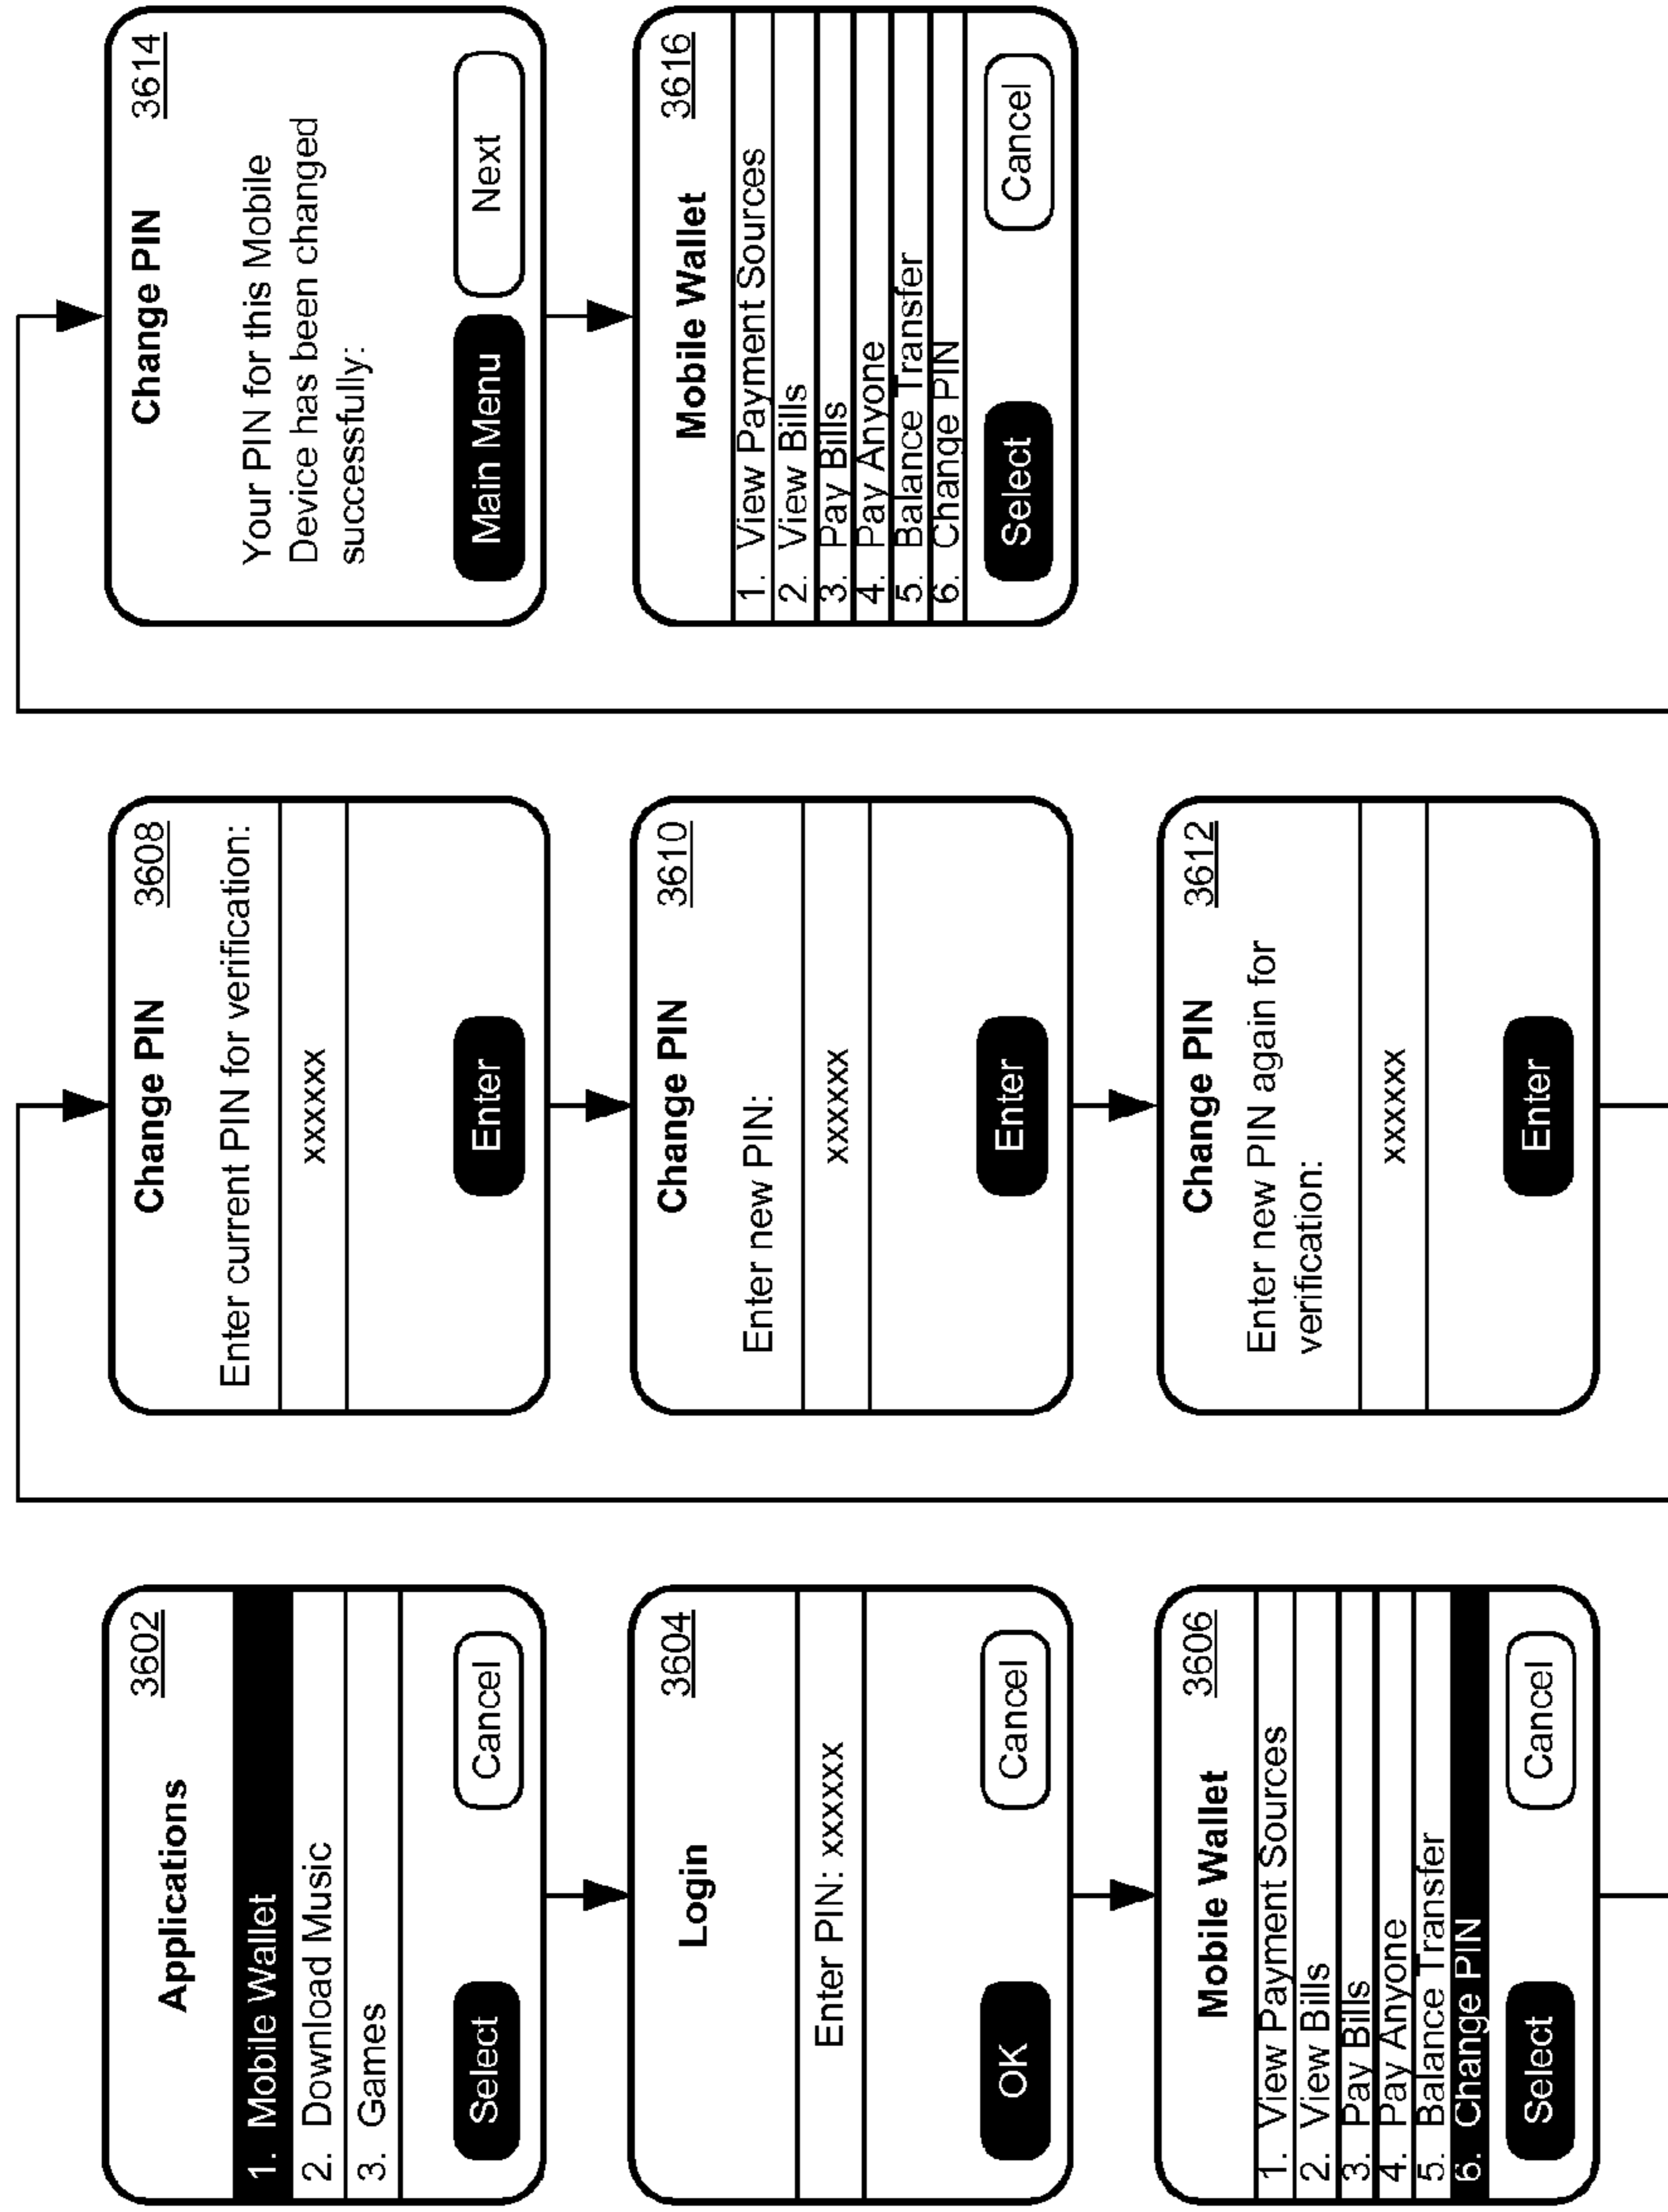 Applications
3602
1. Mobile Wallet
2. Download Music
3. Games
Select
Cancel
Login
3604
Enter PIN: xxxxxx
OK
Cancel
Mobile Wallet
3606
1. View Payment Sources
2. View Bills
3. Pay Bills
4. Pay Anyone
5. Balance Transfer
6. Change PIN
Select
Cancel
Change PIN
3608
Enter current PIN for verification:
xxxxxx
Enter
Change PIN
3610
Enter new PIN:
xxxxxx
Enter
Change PIN
3612
Enter new PIN again for
verification:
xxxxxx
Enter
Change PIN
3614
Your PIN for this Mobile
Device has been changed
successfully:
Main Menu
Next
Mobile Wallet
3616
1. View Payment Sources
2. View Bills
3. Pay Bills
4. Pay Anyone
5. Balance Transfer
6. Change PIN
Select
Cancel